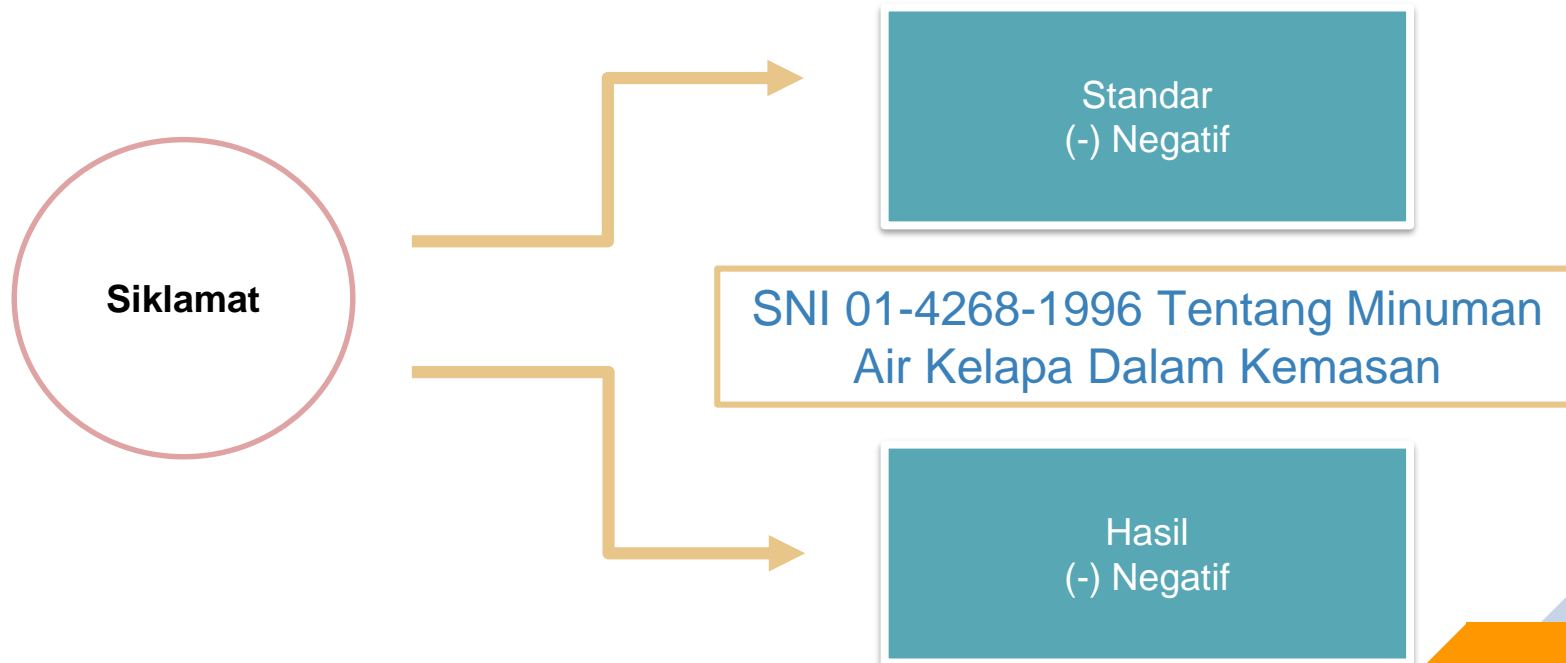 Siklamat
Standar
(-) Negatif
SNI 01-4268-1996 Tentang Minuman
Air Kelapa Dalam Kemasan
Hasil
(-) Negatif